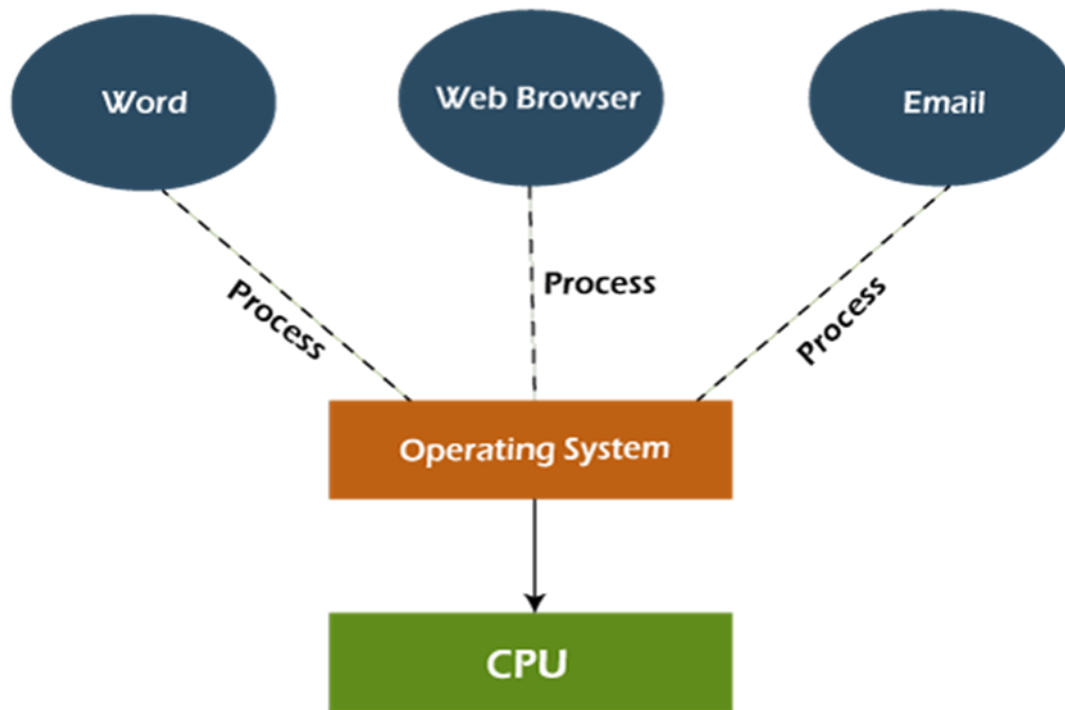 Word
Web Browser
Email
Process
Process
Process
Operating System
CPU